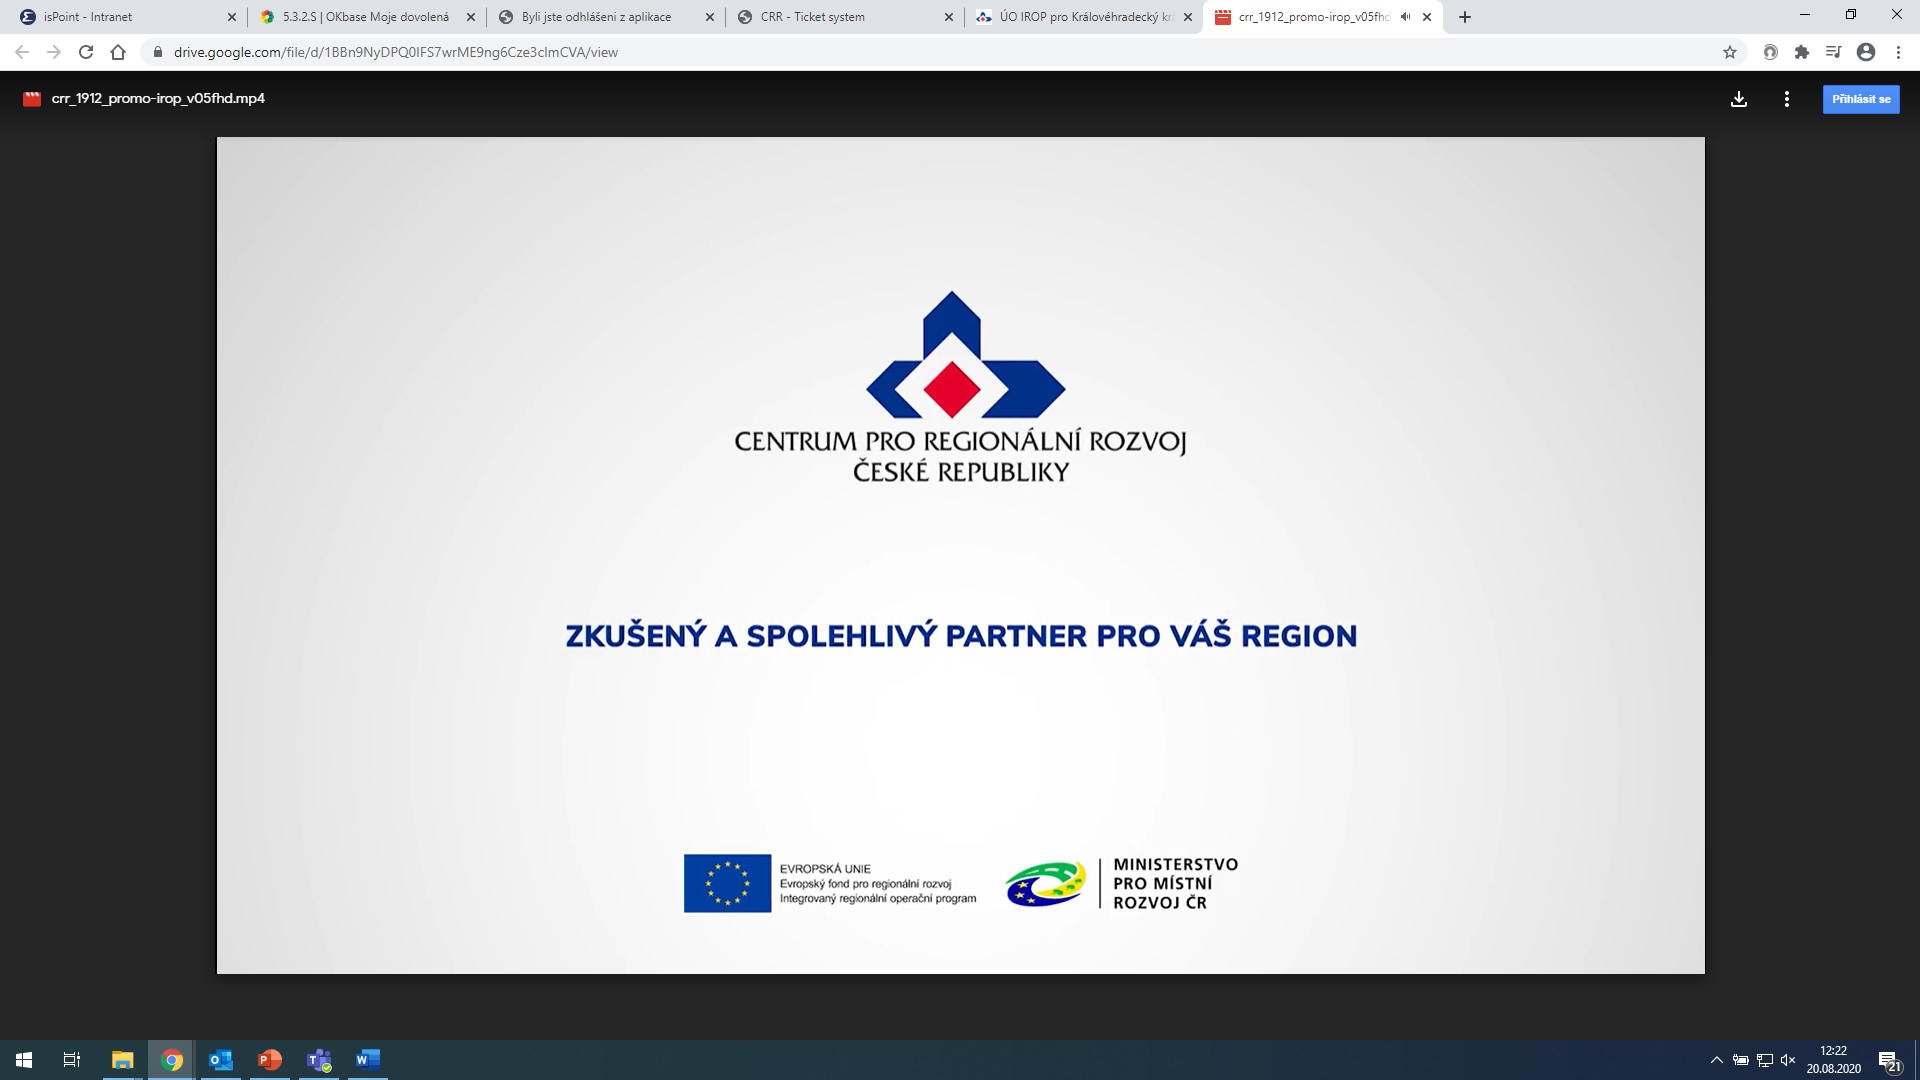 isPoint - Intranet
5.3.2.S | OKbase Moje dovolená
Byli jste odhlášeni z aplikace
CRR - Ticket system
ÚO IROP pro Královéhradecký kra
crr_1912_promo-irop_v05fhd
drive.google.com/file/d/1BBn9NyDPQ0IFS7wrME9ng6Cze3clmCVA/view
crr_1912_promo-irop_v05fhd.mp4
Přihlásit se
CENTRUM PRO REGIONÁLNÍ ROZVOJ
ČESKÉ REPUBLIKY
ZKUŠENÝ A SPOLEHLIVÝ PARTNER PRO VÁŠ REGION
EVROPSKÁ UNIE
Evropský fond pro regionální rozvoj
Integrovaný regionální operační program
MINISTERSTVO
PRO MÍSTNÍ
ROZVOJ ČR
12:22
20.08.2020
21